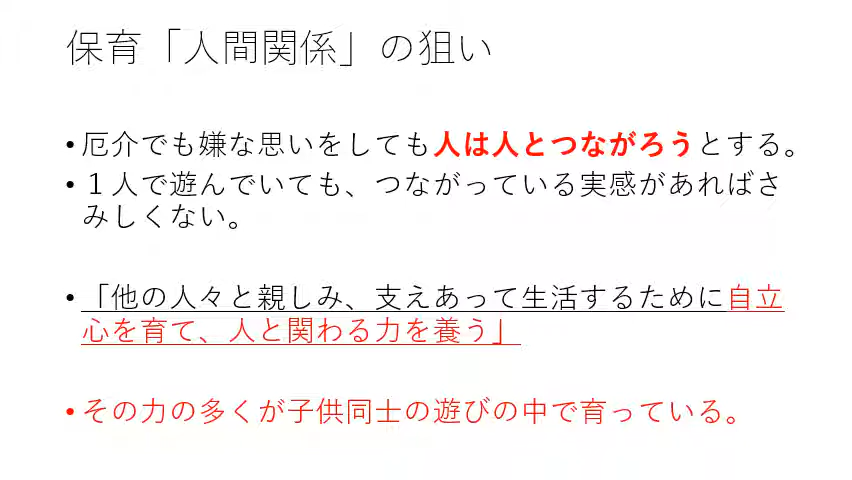 保育「人間関係」の狙い
•厄介でも嫌な思いをしても人は人とつながろうとする。
•１人で遊んでいても、つながっている実感があればさ
みしくない。
•「他の人々と親しみ、支えあって生活するために自立
心を育て、人と関わる力を養う」
•その力の多くが子供同士の遊びの中で育っている。